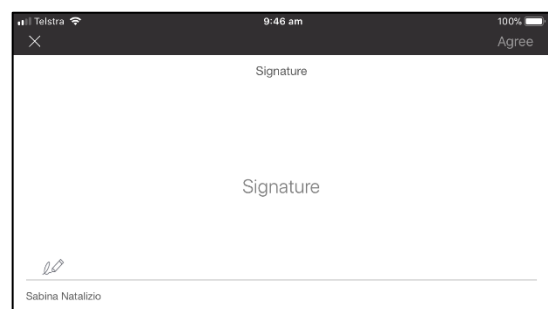 Telstra 9:46 am 100%
Agree
Signature
Signature
Sabina Natalizio